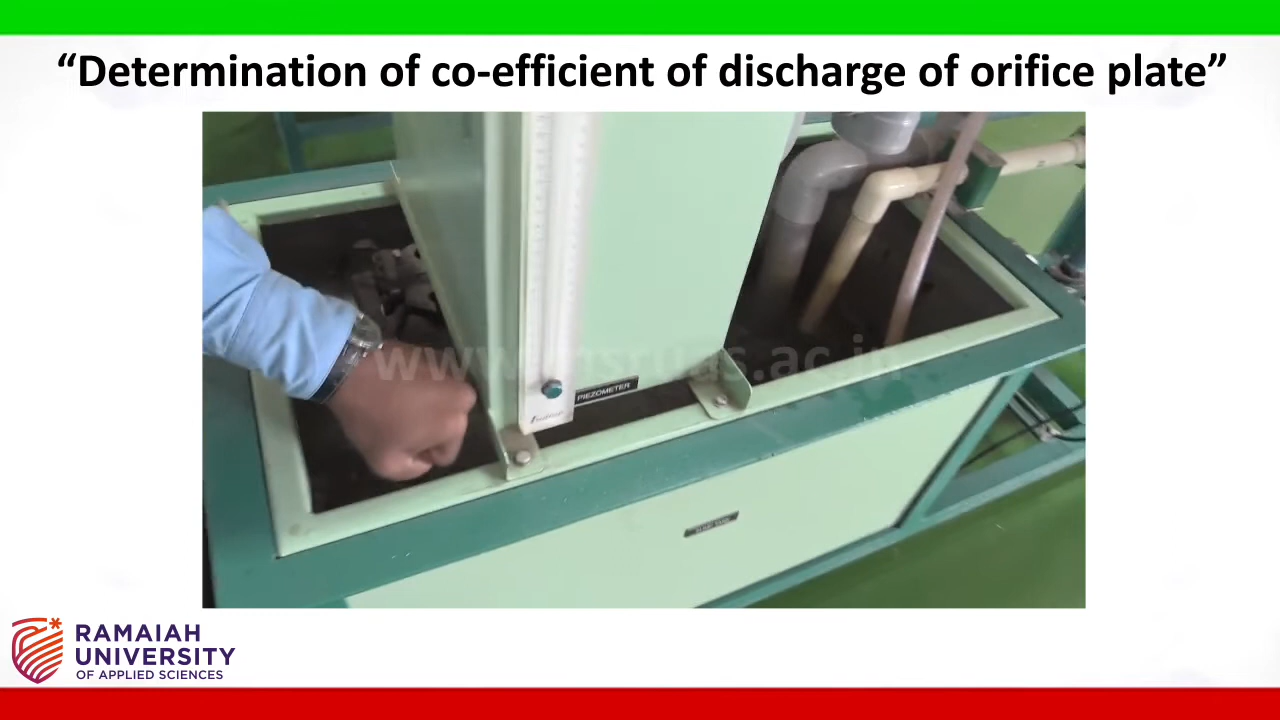 “Determination of co-efficient of discharge of orifice plate”
PIEZOMETER
RAMAIAH
UNIVERSITY
OF APPLIED SCIENCES